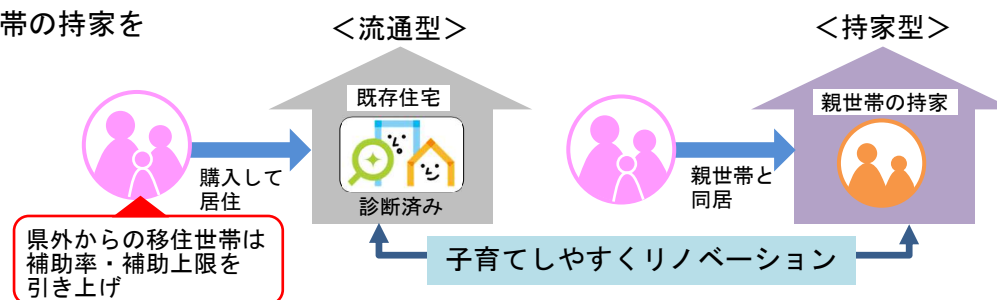 帯の持家を
＜流通型＞
既存住宅
診断済み
購入して
居住
県外からの移住世帯は
補助率・補助上限を
引き上げ
＜持家型＞
親世帯の持家
親世帯と
同居
子育てしやすくリノベーション